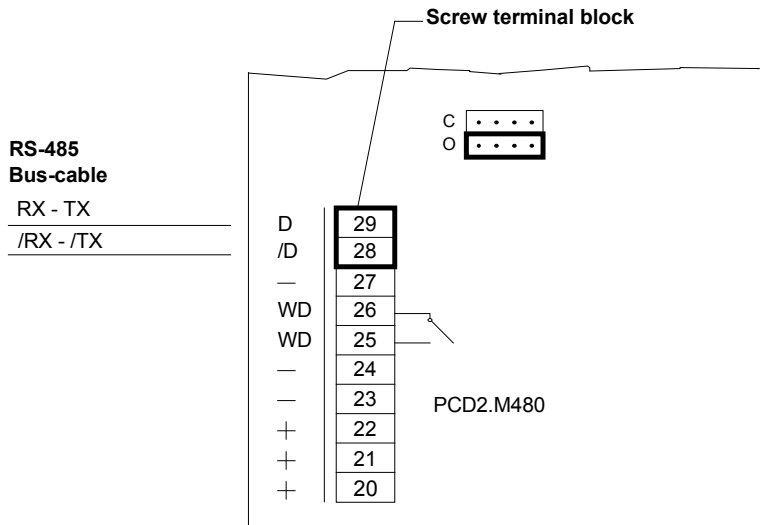 Screw terminal block
C
O
RS-485
Bus-cable
RX - TX
/RX - /TX
D 29
/D 28
— 27
WD 26
WD 25
— 24
— 23
PCD2.M480
+ 22
+ 21
+ 20